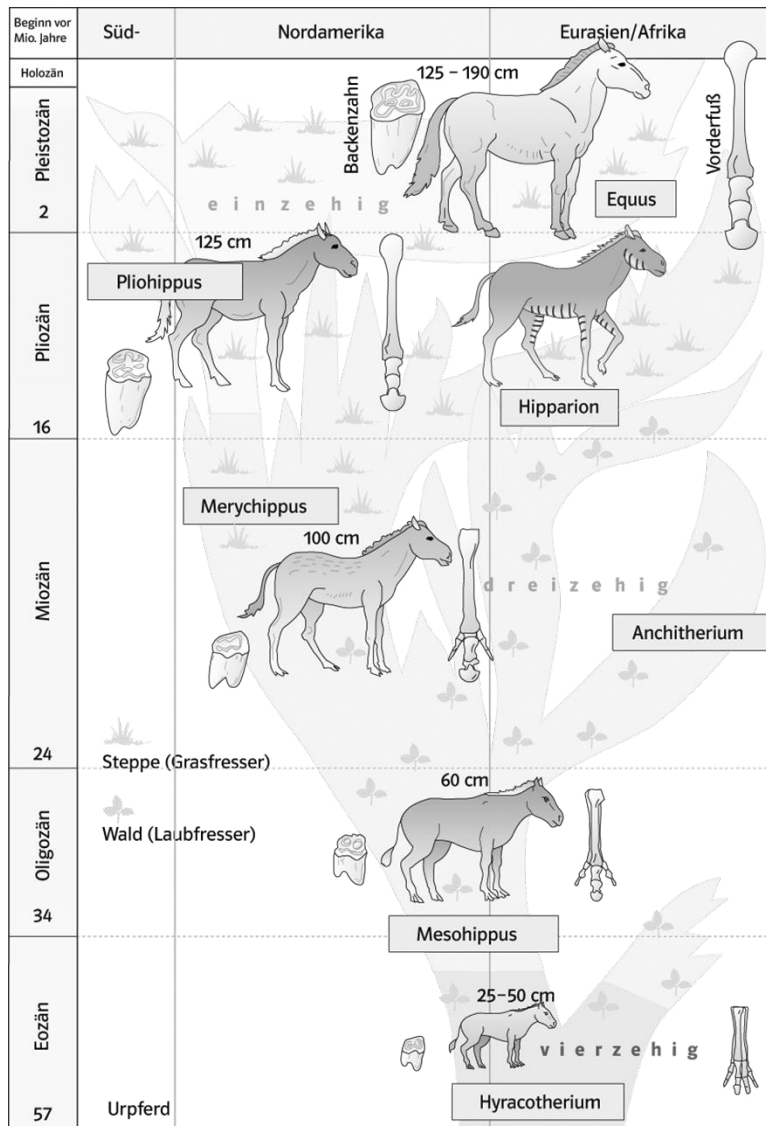 Beginn vor
Mio. Jahre
Süd-
Nordamerika
Eurasien/Afrika
Holozän
125 – 190 cm
Backenzahn
Vorderfuß
Pleistozän
einzehig
Equus
2
125 cm
Pliohippus
Pliozän
Hipparion
16
Merychippus
100 cm
Miozän
dreizehig
Anchitherium
24
Steppe (Grasfresser)
60 cm
Oligozän
Wald (Laubfresser)
34
Mesohippus
25–50 cm
Eozän
vierzehig
57
Urpferd
Hyracotherium